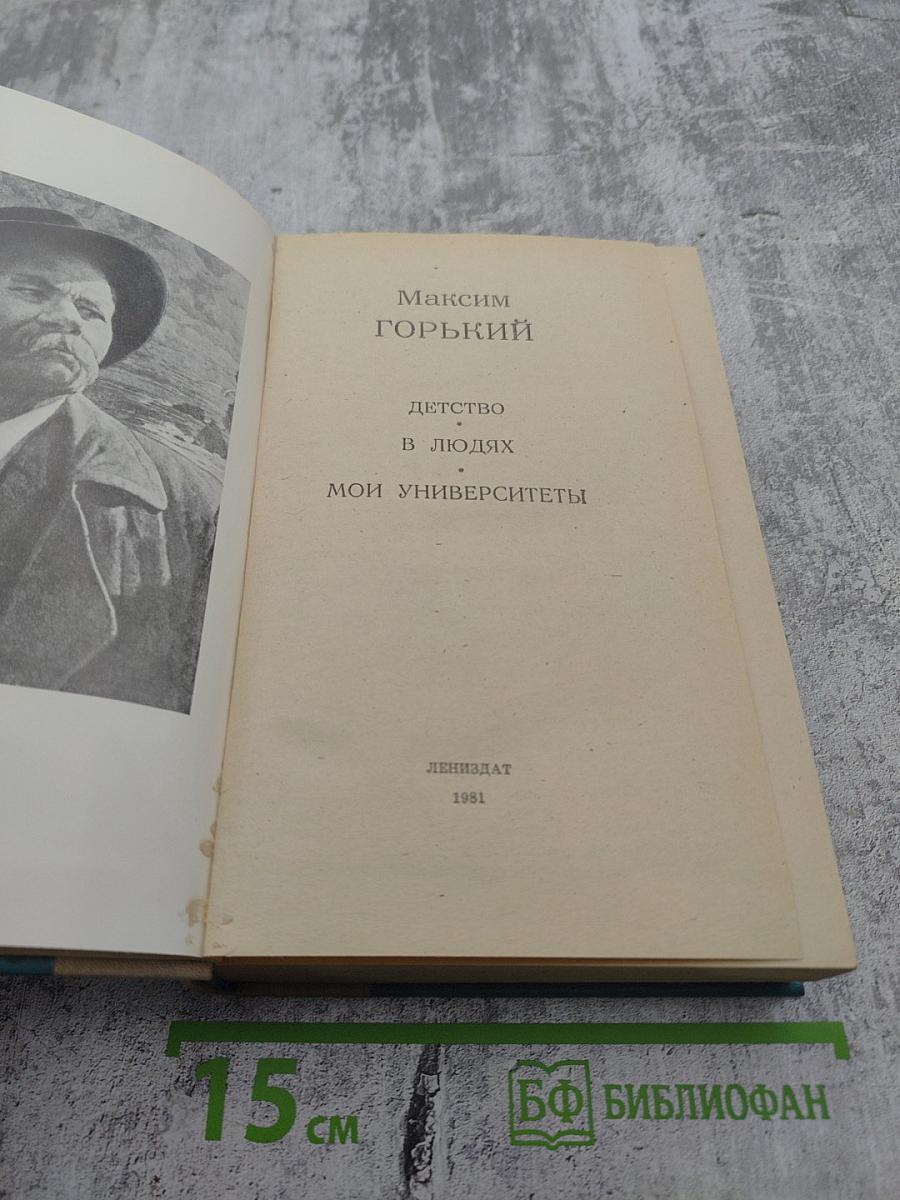 Максим
ГОРЬКИЙ
ДЕТСТВО
•
В ЛЮДЯХ
•
МОИ УНИВЕРСИТЕТЫ
ЛЕНИЗДАТ
1981
15 см
БФ БИБЛИОФАН